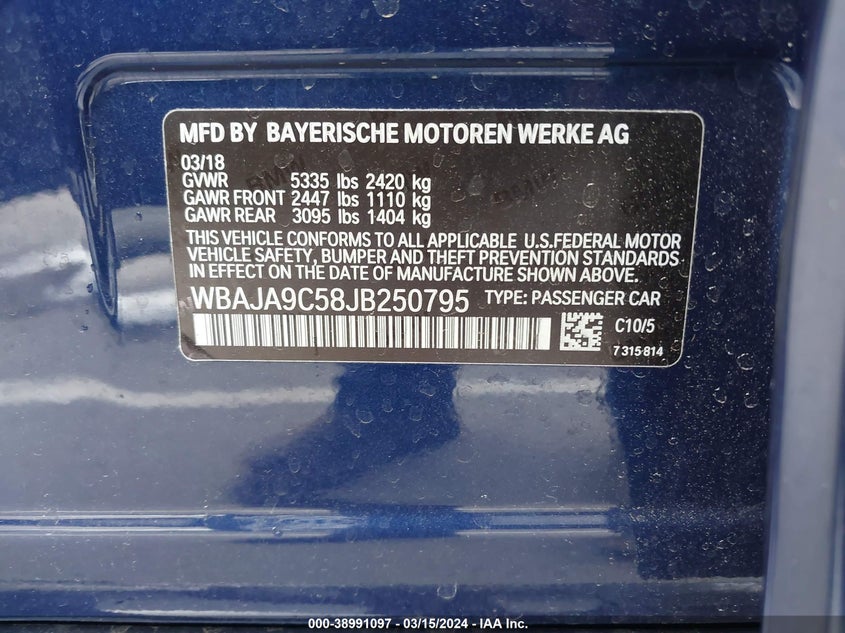 MFD BY BAYERISCHE MOTOREN WERKE AG
03/18
GVWR 5335 lbs 2420 kg
GAWR FRONT 2447 lbs 1110 kg
GAWR REAR 3095 lbs 1404 kg
THIS VEHICLE CONFORMS TO ALL APPLICABLE U.S.FEDERAL MOTOR
VEHICLE SAFETY, BUMPER AND THEFT PREVENTION STANDARDS
IN EFFECT ON THE DATE OF MANUFACTURE SHOWN ABOVE.
WBAJA9C58JB250795 TYPE: PASSENGER CAR
C10/5
7 315 814
000-38991097 - 03/15/2024 - IAA Inc.